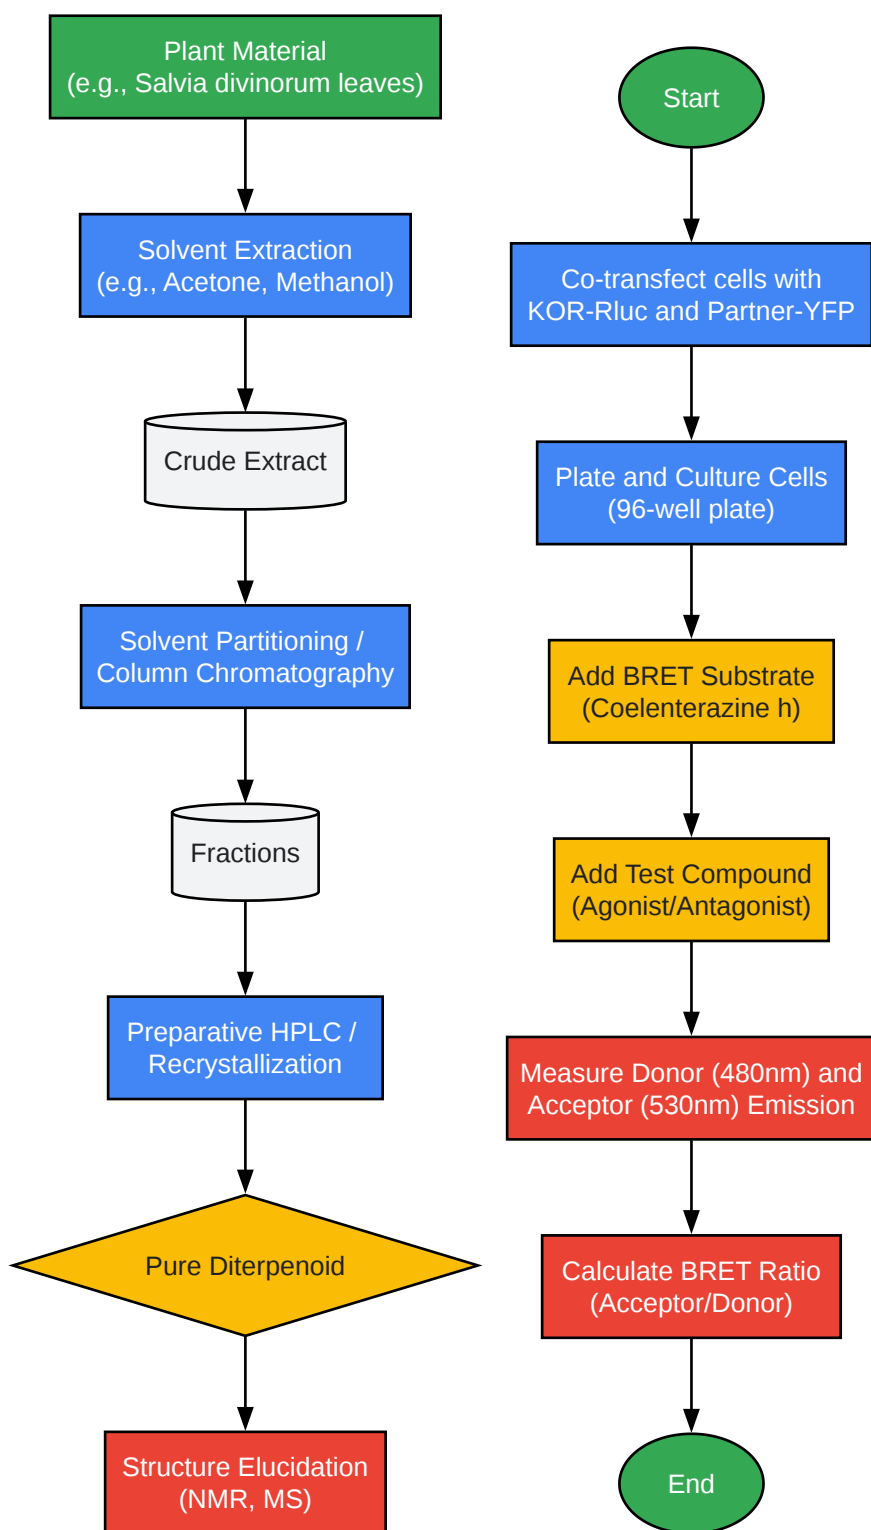 Plant Material
(e.g., Salvia divinorum leaves)
Solvent Extraction
(e.g., Acetone, Methanol)
Crude Extract
Solvent Partitioning /
Column Chromatography
Fractions
Preparative HPLC /
Recrystallization
Pure Diterpenoid
Structure Elucidation
(NMR, MS)
Start
Co-transfect cells with
KOR-Rluc and Partner-YFP
Plate and Culture Cells
(96-well plate)
Add BRET Substrate
(Coelenterazine h)
Add Test Compound
(Agonist/Antagonist)
Measure Donor (480nm) and
Acceptor (530nm) Emission
Calculate BRET Ratio
(Acceptor/Donor)
End